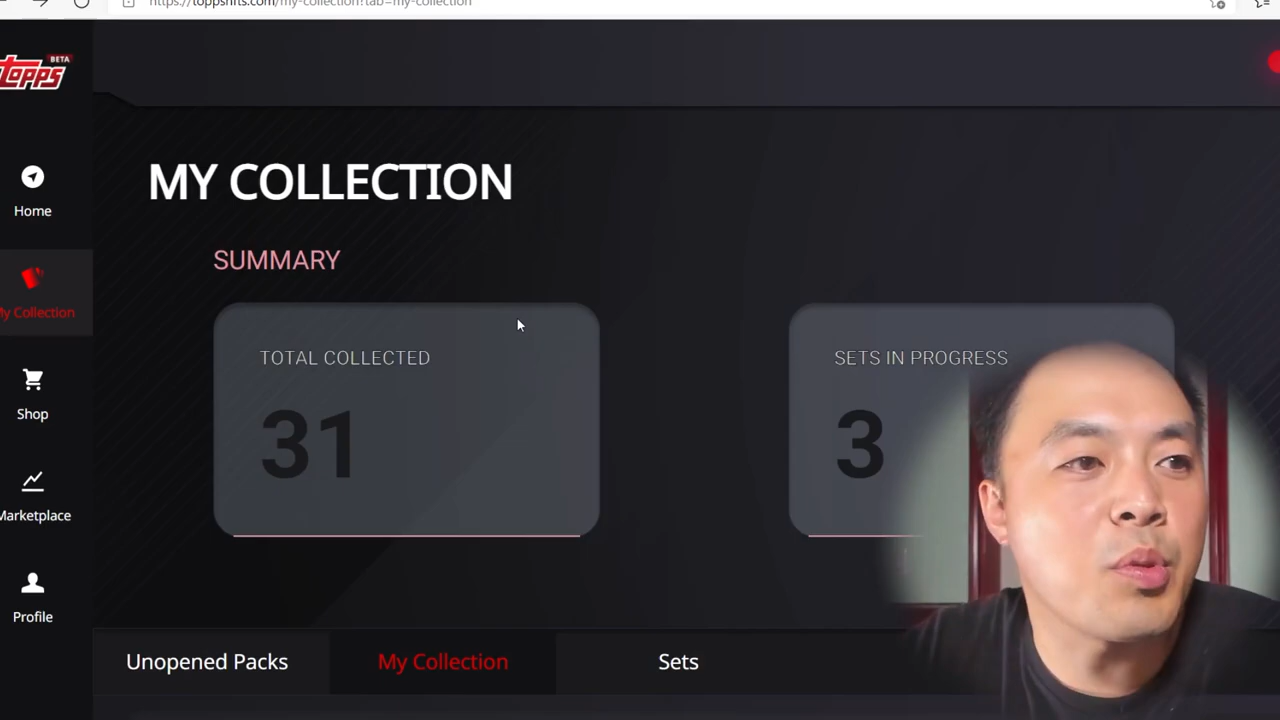 https://toppsnfts.com/my-collection?tab=my-collection
BETA
topps
Home
My Collection
Shop
Marketplace
Profile
MY COLLECTION
SUMMARY
TOTAL COLLECTED
31
SETS IN PROGRESS
3
Unopened Packs
My Collection
Sets